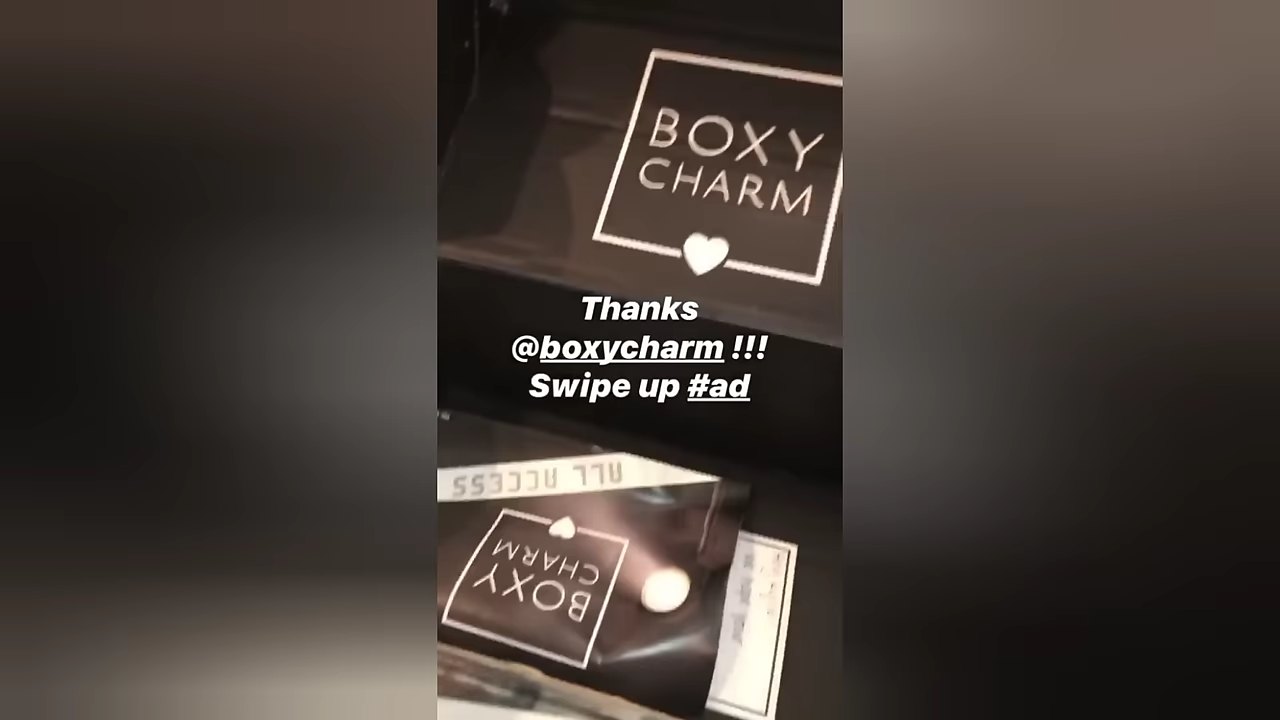 BOXY
CHARM
Thanks
@boxycharm !!!
Swipe up #ad
ALL ACCESS
BOXY
CHARM